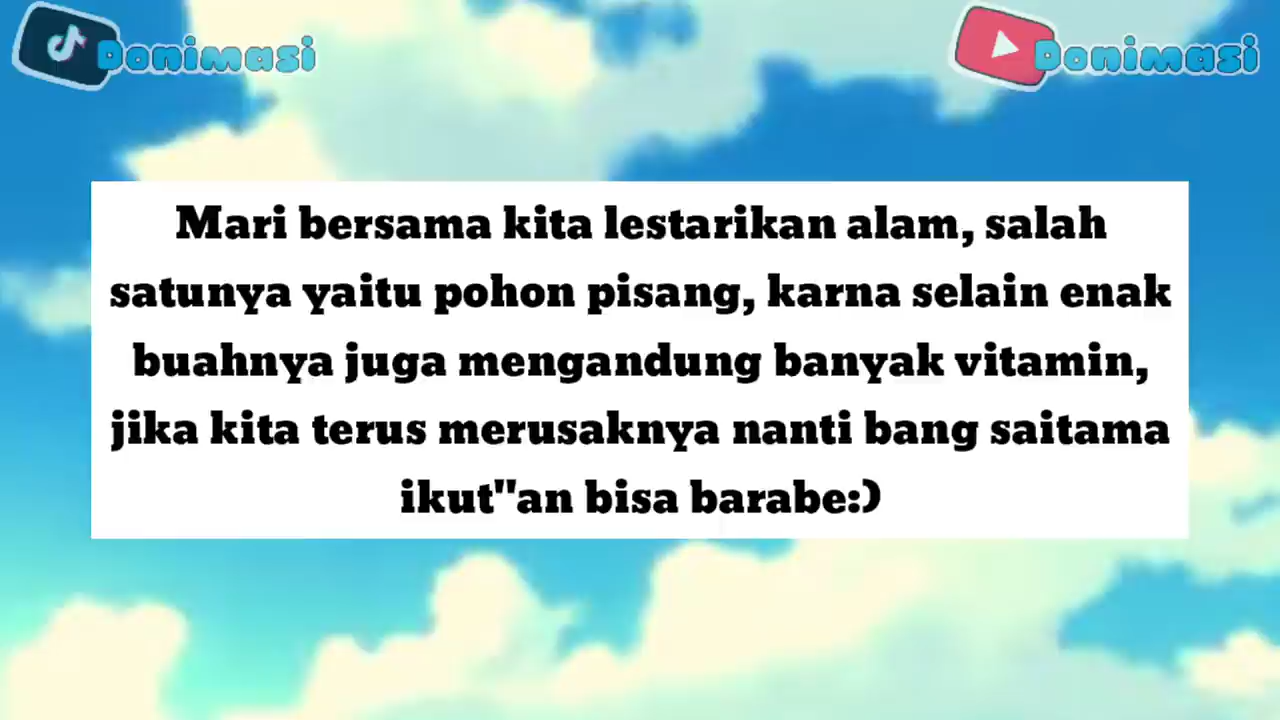 Donimasi
Donimasi
Mari bersama kita lestarikan alam, salah
satunya yaitu pohon pisang, karna selain enak
buahnya juga mengandung banyak vitamin,
jika kita terus merusaknya nanti bang saitama
ikut"an bisa barabe:)